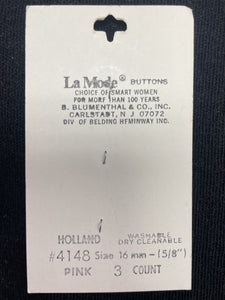 La Mode® BUTTONS
CHOICE OF SMART WOMEN
FOR MORE THAN 100 YEARS
B. BLUMENTHAL & CO., INC.
CARLSTADT, N J 07072
DIV OF BELDING HEMINWAY INC.
HOLLAND
WASHABLE
DRY CLEANABLE
#4148 Size 16 mm - (5/8")
PINK 3 COUNT